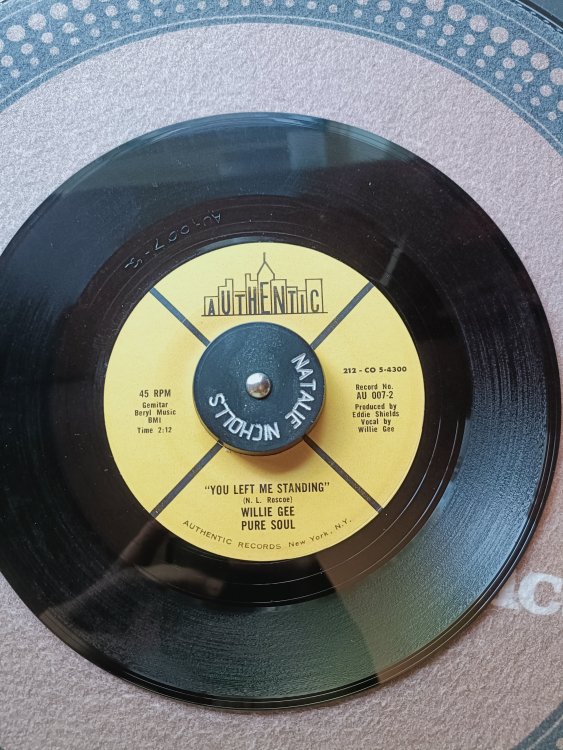 AU-007-2
AUTHENTIC
212 - CO 5-4300
45 RPM
Gemitar
Beryl Music
BMI
Time 2:12
Record No.
AU 007-2
Produced by
Eddie Shields
Vocal by
Willie Gee
NATALIE NICHOLLS
"YOU LEFT ME STANDING"
(N. L. Roscoe)
WILLIE GEE
PURE SOUL
AUTHENTIC RECORDS New York, N.Y.